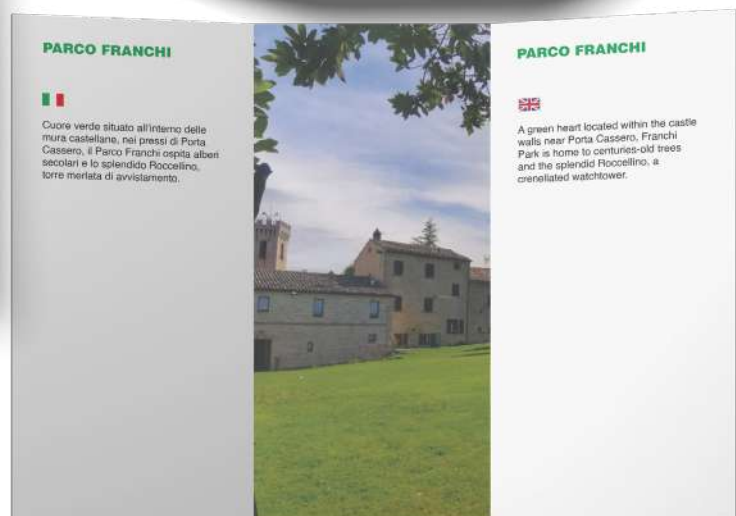 PARCO FRANCHI
Cuore verde situato all'interno delle
mura castellane, nei pressi di Porta
Cassero, il Parco Franchi ospita alberi
secolari e lo splendido Roccellino,
torre merlata di avvistamento.
PARCO FRANCHI
A green heart located within the castle
walls near Porta Cassero, Franchi
Park is home to centuries-old trees
and the splendid Roccellino, a
crenellated watchtower.